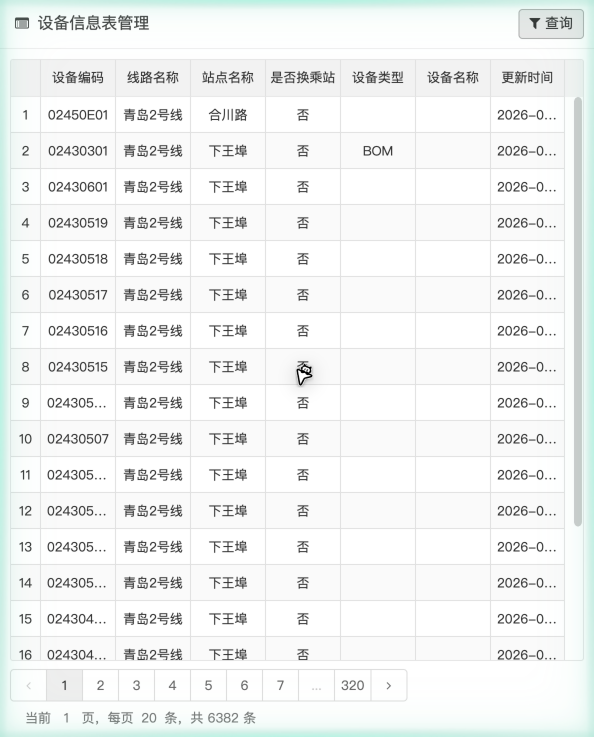 设备信息表管理 查询
设备编码 线路名称 站点名称 是否换乘站 设备类型 设备名称 更新时间
1 02450E01 青岛2号线 合川路 否 2026-0...
2 02430301 青岛2号线 下王埠 否 BOM 2026-0...
3 02430601 青岛2号线 下王埠 否 2026-0...
4 02430519 青岛2号线 下王埠 否 2026-0...
5 02430518 青岛2号线 下王埠 否 2026-0...
6 02430517 青岛2号线 下王埠 否 2026-0...
7 02430516 青岛2号线 下王埠 否 2026-0...
8 02430515 青岛2号线 下王埠 否 2026-0...
9 024305... 青岛2号线 下王埠 否 2026-0...
10 02430507 青岛2号线 下王埠 否 2026-0...
11 024305... 青岛2号线 下王埠 否 2026-0...
12 024305... 青岛2号线 下王埠 否 2026-0...
13 024305... 青岛2号线 下王埠 否 2026-0...
14 024305... 青岛2号线 下王埠 否 2026-0...
15 024304... 青岛2号线 下王埠 否 2026-0...
16 024304... 青岛2号线 下王埠 否 2026-0...
< 1 2 3 4 5 6 7 ... 320 >
当前 1 页, 每页 20 条, 共 6382 条